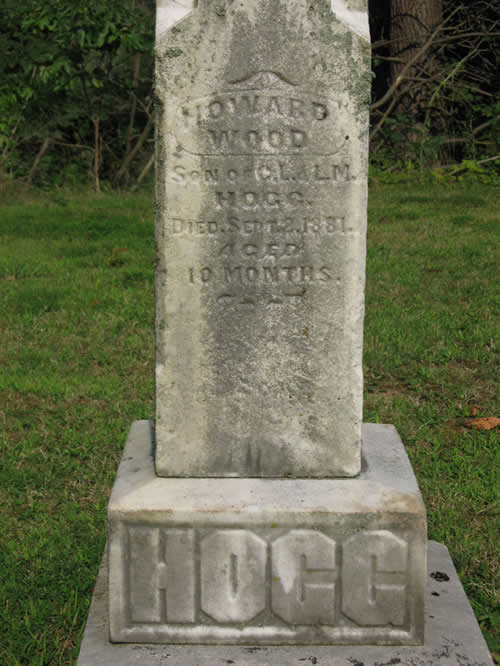 HOWARD
WOOD
SON OF C.L. & L.M.
HOGG.
DIED. SEPT. 2. 1881.
AGED
10 MONTHS.
HOGG